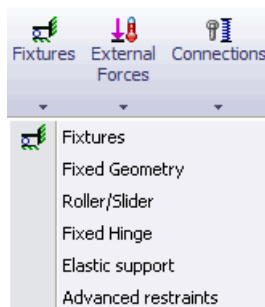 Fixtures External Connections
Forces
Fixtures
Fixed Geometry
Roller/Slider
Fixed Hinge
Elastic support
Advanced restraints